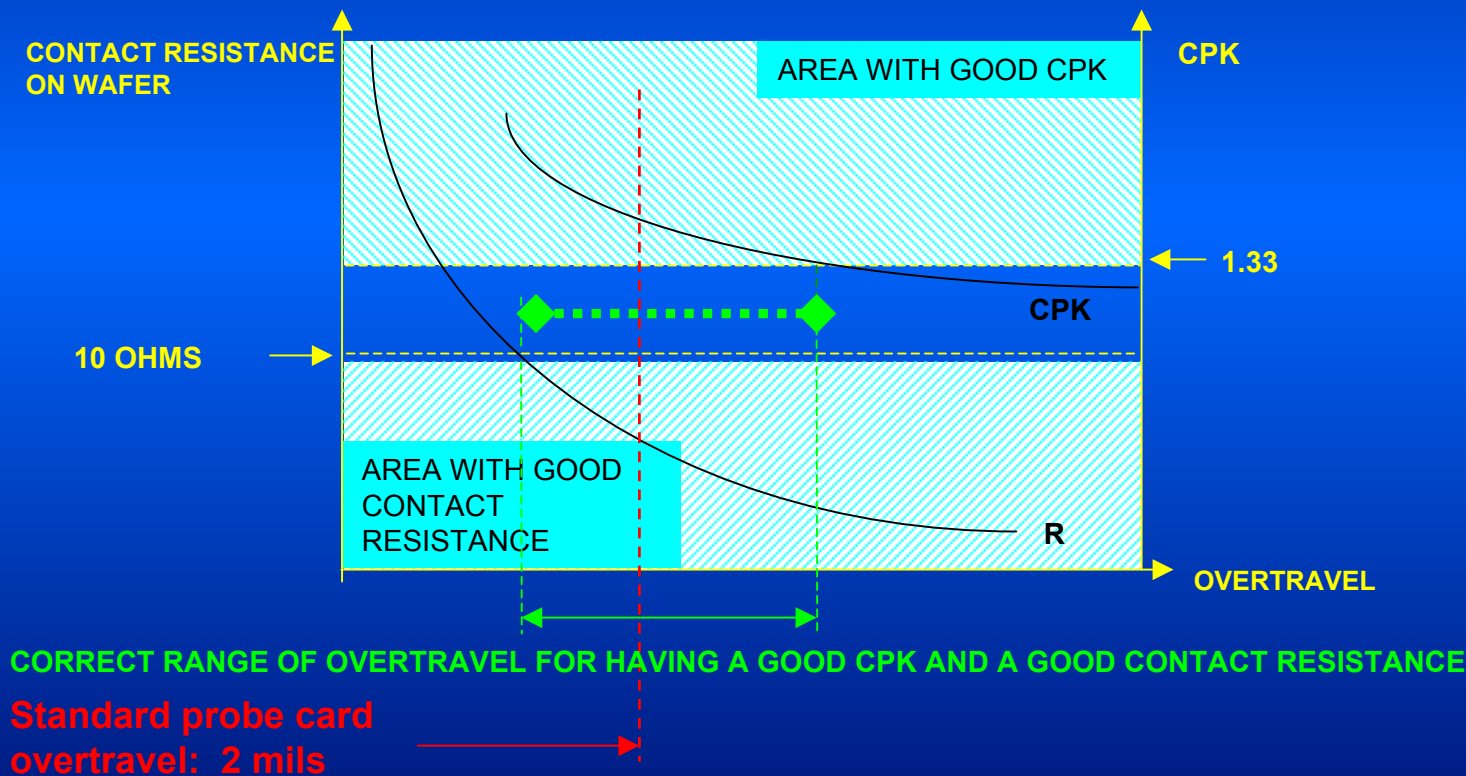 CONTACT RESISTANCE
ON WAFER
CPK
AREA WITH GOOD CPK
1.33
CPK
10 OHMS
AREA WITH GOOD
CONTACT
RESISTANCE
R
OVERTRAVEL
CORRECT RANGE OF OVERTRAVEL FOR HAVING A GOOD CPK AND A GOOD CONTACT RESISTANCE
Standard probe card
overtravel: 2 mils